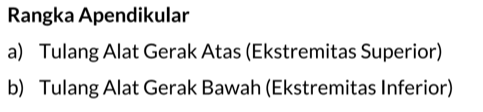 Rangka Apendikular
a) Tulang Alat Gerak Atas (Ekstremitas Superior)
b) Tulang Alat Gerak Bawah (Ekstremitas Inferior)